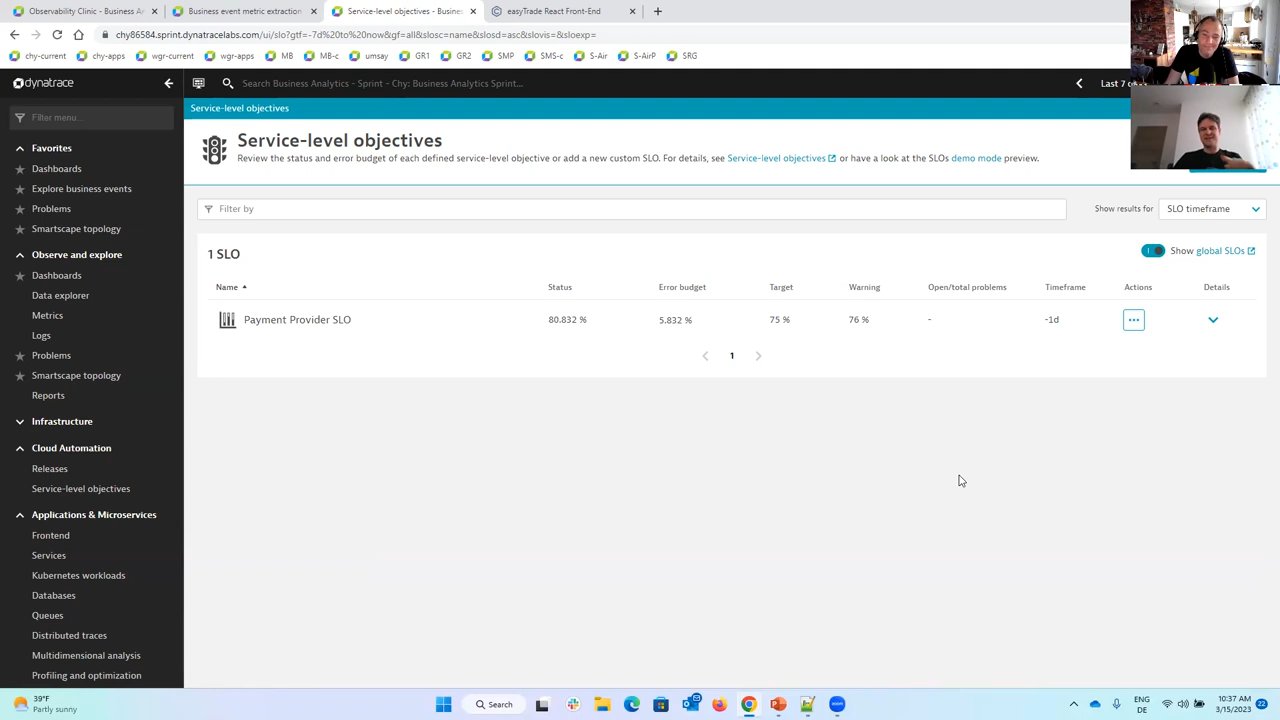 Observability Clinic - Dashbo
Business event metric extraction
Service-level objectives - Busines
easyTrade React Front-End
chy86584.sprint.dynatracelabs.com/ui/slo?gtf=-7d%20to%20now&gf=all&slosc=name&slosd=asc&slovis=&sloexp=
chy-current chy-apps wgr-current wgr-apps MB MB-c umsay GR1 GR2 SMP SMS-c S-Air S-AirP SRG
dynatrace
Search Business Analytics - Sprint - Chy: Business Analytics Sprint...
Last 7
Service-level objectives
Filter menu...
Favorites
Dashboards
Explore business events
Problems
Smartscape topology
Observe and explore
Dashboards
Data explorer
Metrics
Logs
Problems
Smartscape topology
Reports
Infrastructure
Cloud Automation
Releases
Service-level objectives
Applications & Microservices
Frontend
Services
Kubernetes workloads
Databases
Queues
Distributed traces
Multidimensional analysis
Profiling and optimization
Service-level objectives
Review the status and error budget of each defined service-level objective or add a new custom SLO. For details, see Service-level objectives or have a look at the SLOs demo mode preview.
Filter by
Show results for SLO timeframe
1 SLO
Show global SLOs
Name Status Error budget Target Warning Open/total problems Timeframe Actions Details
Payment Provider SLO 80.832 % 5.832 % 75 % 76 % - -1d
1
39°F
Partly sunny
Search
ENG
DE
10:37 AM
3/15/2023
22